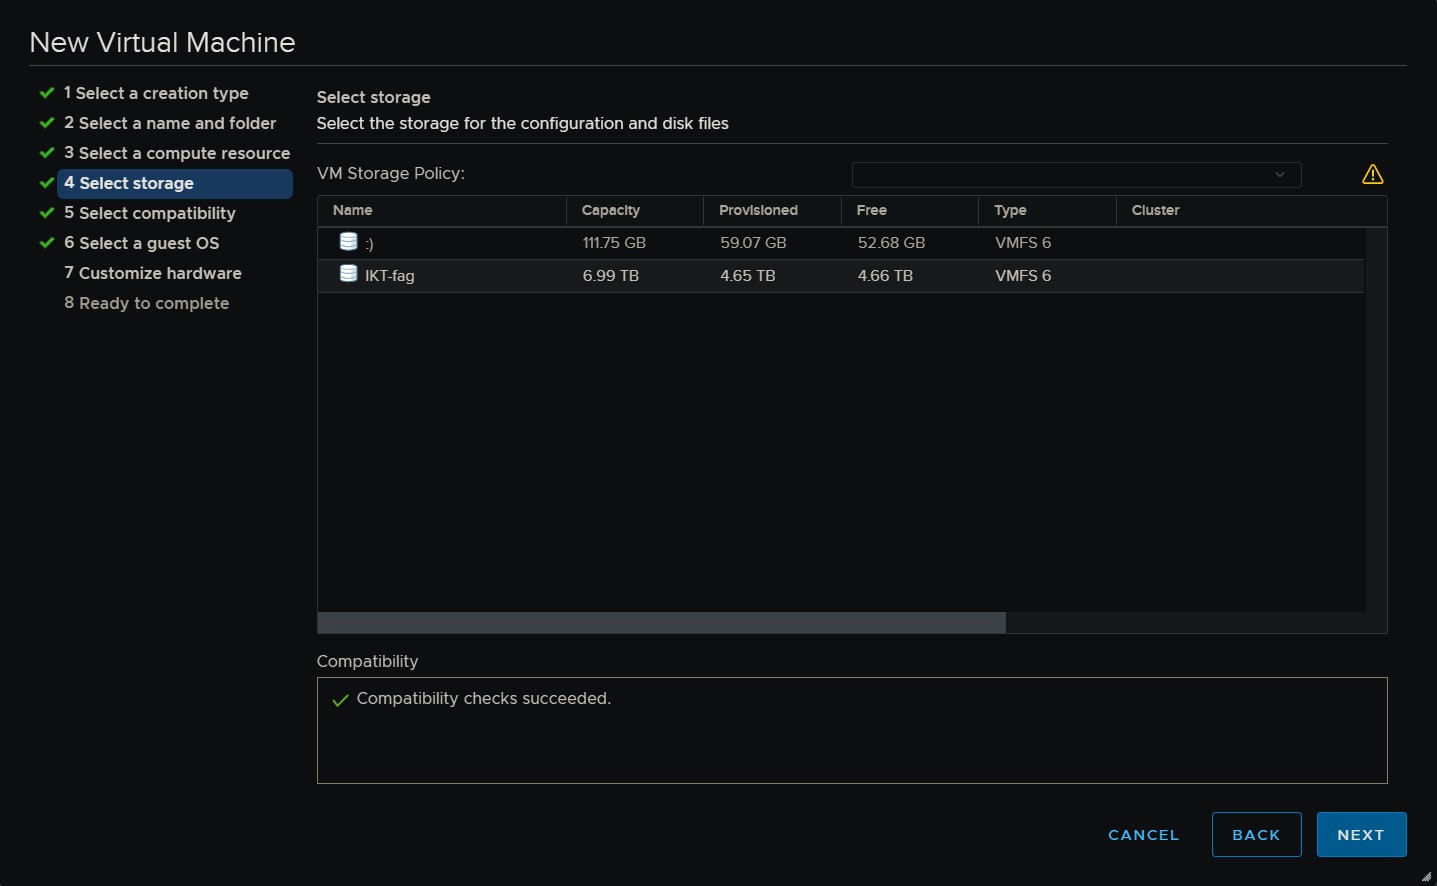 New Virtual Machine
1 Select a creation type
2 Select a name and folder
3 Select a compute resource
4 Select storage
5 Select compatibility
6 Select a guest OS
7 Customize hardware
8 Ready to complete
Select storage
Select the storage for the configuration and disk files
VM Storage Policy:
Name Capacity Provisioned Free Type Cluster
:) 111.75 GB 59.07 GB 52.68 GB VMFS 6
IKT-fag 6.99 TB 4.65 TB 4.66 TB VMFS 6
Compatibility
Compatibility checks succeeded.
CANCEL BACK NEXT